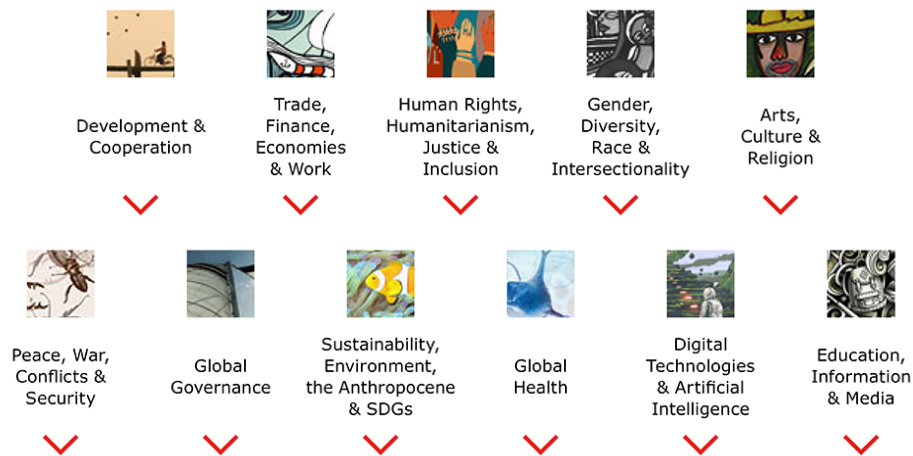 Development &
Cooperation
Trade,
Finance,
Economies
& Work
Human Rights,
Humanitarianism,
Justice &
Inclusion
Gender,
Diversity,
Race &
Intersectionality
Arts,
Culture &
Religion
Peace, War,
Conflicts &
Security
Global
Governance
Sustainability,
Environment,
the Anthropocene
& SDGs
Global
Health
Digital
Technologies
& Artificial
Intelligence
Education,
Information
& Media